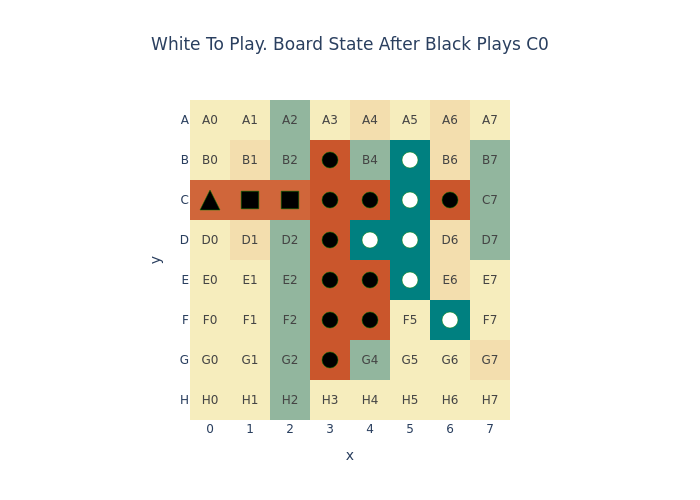 White To Play. Board State After Black Plays C0
A A0 A1 A2 A3 A4 A5 A6 A7
B B0 B1 B2 B4 B6 B7
C C7
D D0 D1 D2 D6 D7
E E0 E1 E2 E6 E7
F F0 F1 F2 F5 F7
G G0 G1 G2 G4 G5 G6 G7
H H0 H1 H2 H3 H4 H5 H6 H7
0 1 2 3 4 5 6 7
x
y